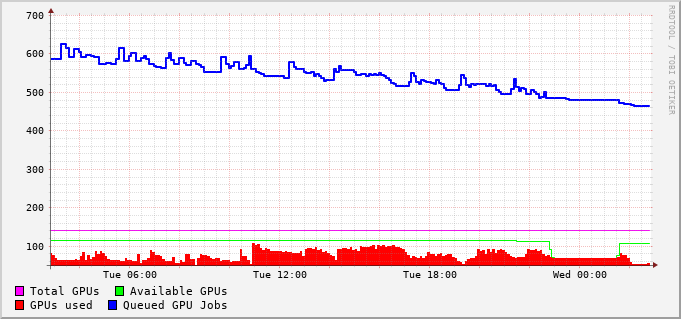 700
600
500
400
300
200
100
Tue 06:00 Tue 12:00 Tue 18:00 Wed 00:00
Total GPUs Available GPUs
GPUs used Queued GPU Jobs
RRDTOOL / TOBI OETIKER